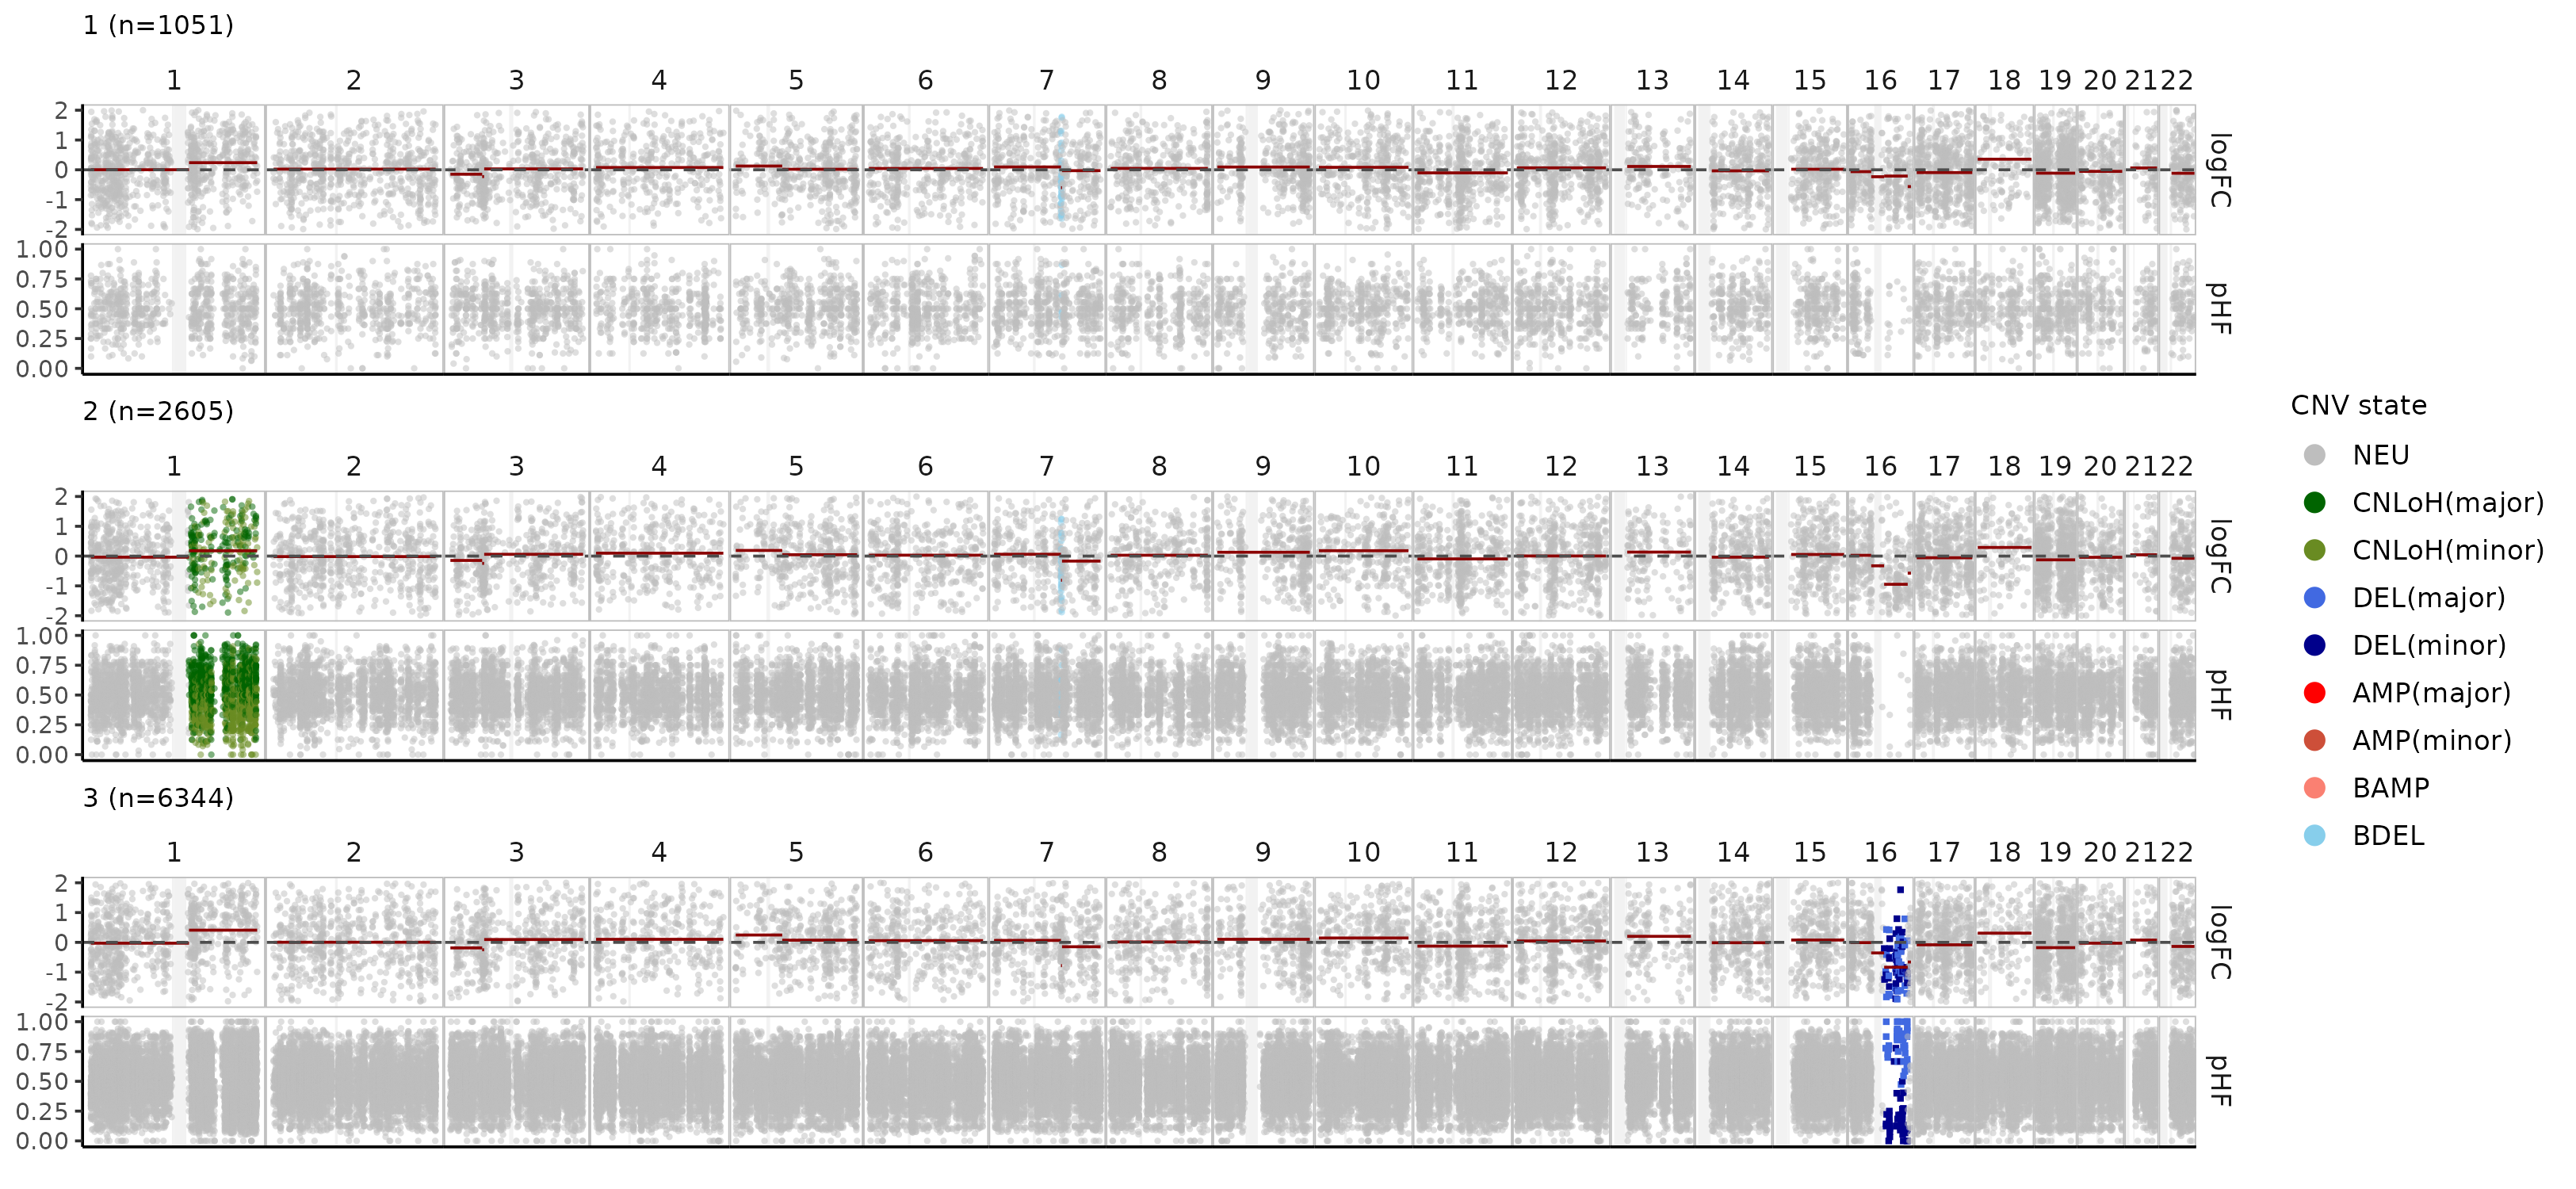 1 (n=1051)
1 2 3 4 5 6 7 8 9 10 11 12 13 14 15 16 17 18 19 20 21 22
2
1
0
-1
-2
logFC
1.00
0.75
0.50
0.25
0.00
pHF
2 (n=2605)
1 2 3 4 5 6 7 8 9 10 11 12 13 14 15 16 17 18 19 20 21 22
2
1
0
-1
-2
logFC
1.00
0.75
0.50
0.25
0.00
pHF
3 (n=6344)
1 2 3 4 5 6 7 8 9 10 11 12 13 14 15 16 17 18 19 20 21 22
2
1
0
-1
-2
logFC
1.00
0.75
0.50
0.25
0.00
pHF
CNV state
NEU
CNLoH(major)
CNLoH(minor)
DEL(major)
DEL(minor)
AMP(major)
AMP(minor)
BAMP
BDEL